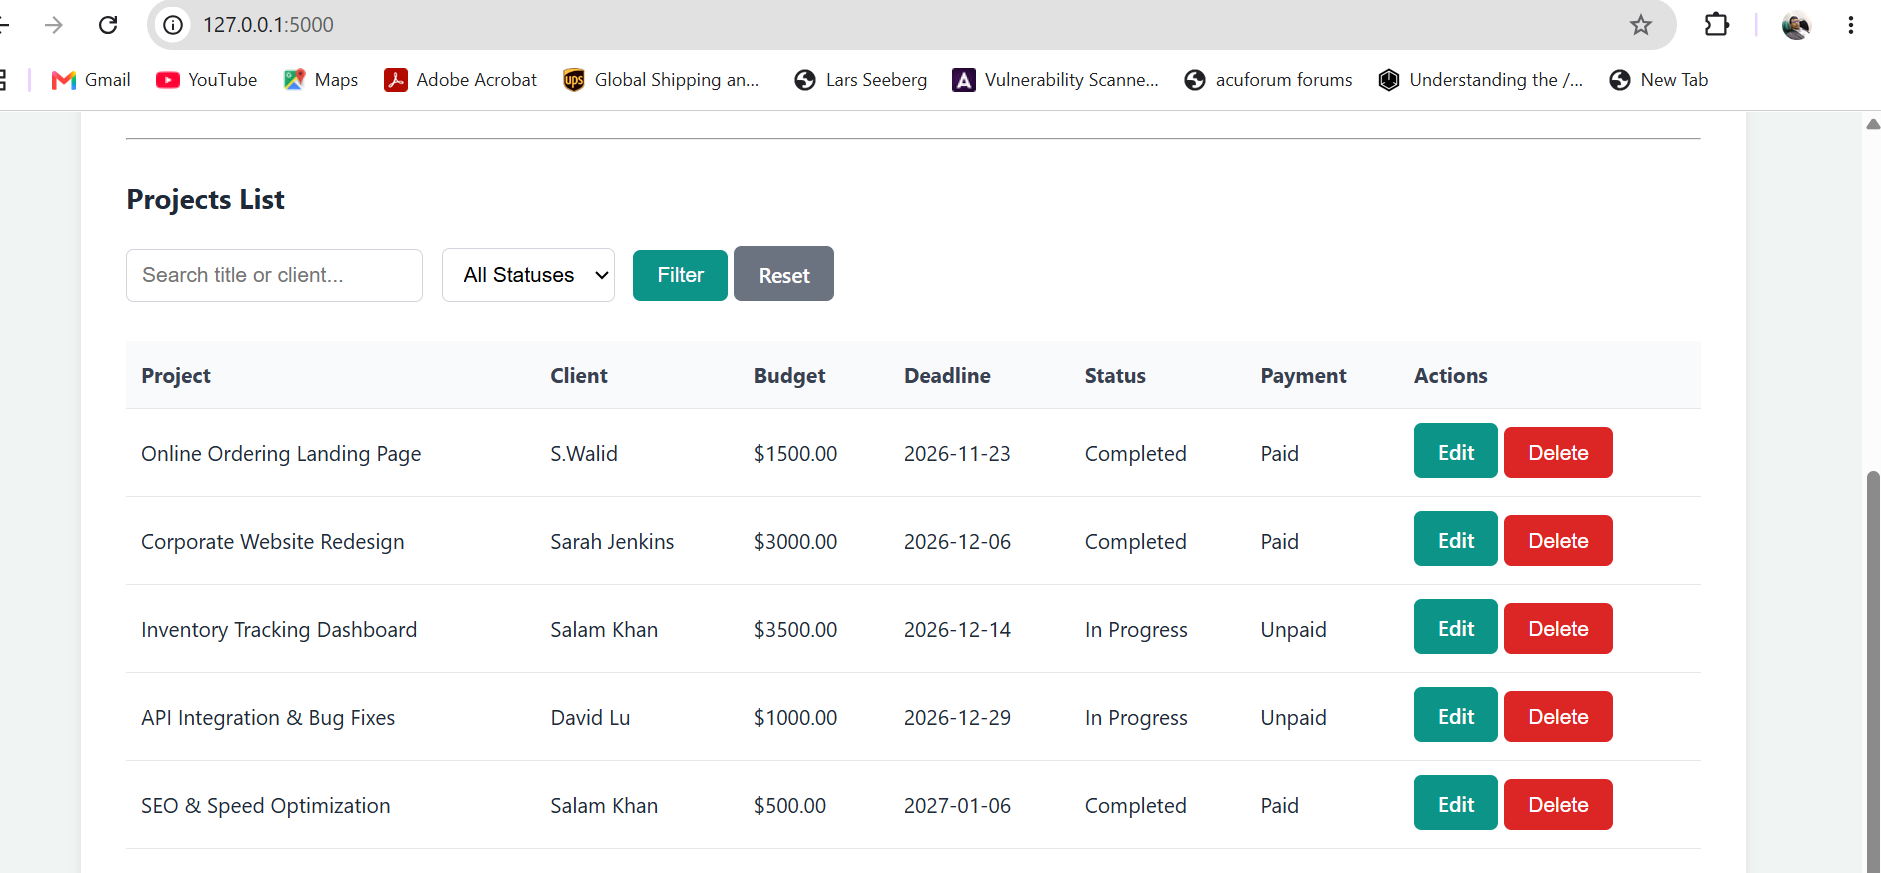 127.0.0.1:5000
Gmail YouTube Maps Adobe Acrobat Global Shipping an... Lars Seeberg Vulnerability Scanne... acuforum forums Understanding the /... New Tab
Projects List
Search title or client... All Statuses Filter Reset
Project Client Budget Deadline Status Payment Actions
Online Ordering Landing Page S.Walid $1500.00 2026-11-23 Completed Paid Edit Delete
Corporate Website Redesign Sarah Jenkins $3000.00 2026-12-06 Completed Paid Edit Delete
Inventory Tracking Dashboard Salam Khan $3500.00 2026-12-14 In Progress Unpaid Edit Delete
API Integration & Bug Fixes David Lu $1000.00 2026-12-29 In Progress Unpaid Edit Delete
SEO & Speed Optimization Salam Khan $500.00 2027-01-06 Completed Paid Edit Delete